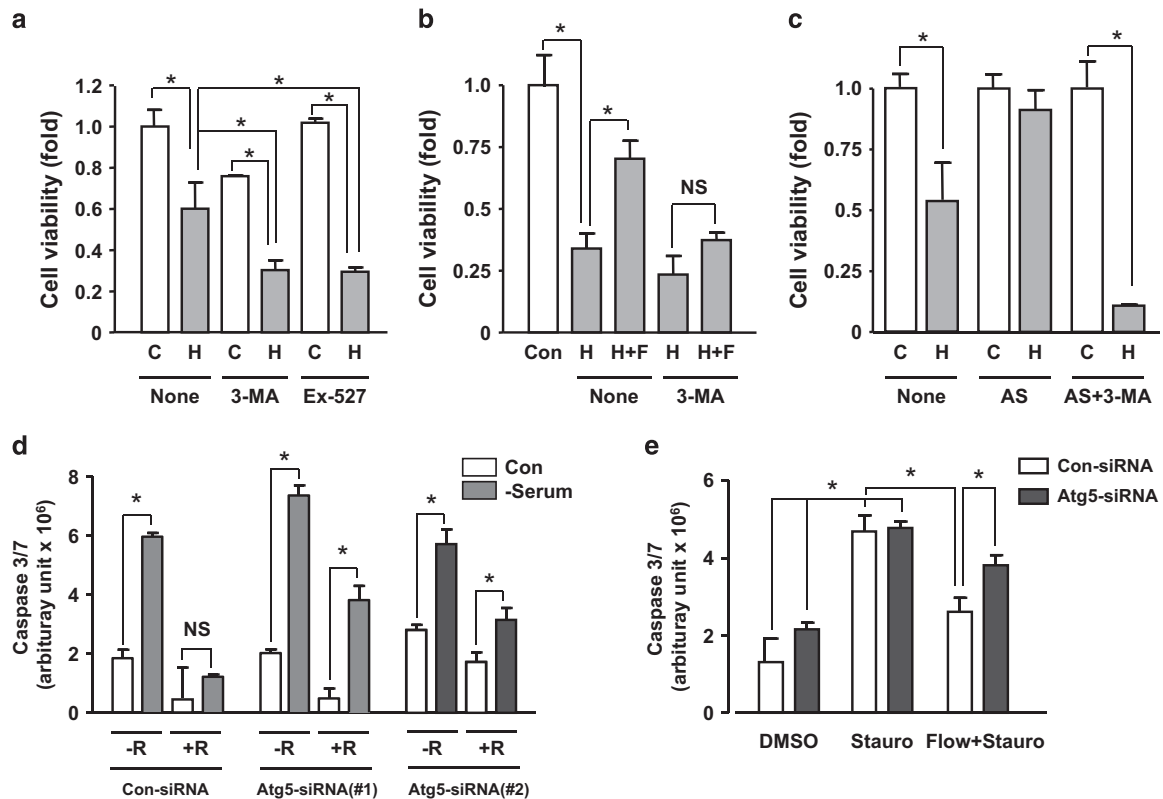 a
Cell viability (fold)
1.2
1.0
0.8
0.6
0.4
0.2
0
*
*
*
*
*
C H C H C H
None 3-MA Ex-527
b
Cell viability (fold)
1.0
0.75
0.5
0.25
0
*
*
NS
Con H H+F H H+F
None 3-MA
c
Cell viability (fold)
1.0
0.75
0.5
0.25
0
*
*
C H C H C H
None AS AS+3-MA
d
Caspase 3/7
(arbituray unit x 10⁶)
8
6
4
2
0
Con
-Serum
*
NS
*
*
*
*
-R +R -R +R -R +R
Con-siRNA Atg5-siRNA(#1) Atg5-siRNA(#2)
e
Caspase 3/7
(arbituray unit x 10⁶)
6
4
2
0
Con-siRNA
Atg5-siRNA
*
*
*
DMSO Stauro Flow+Stauro